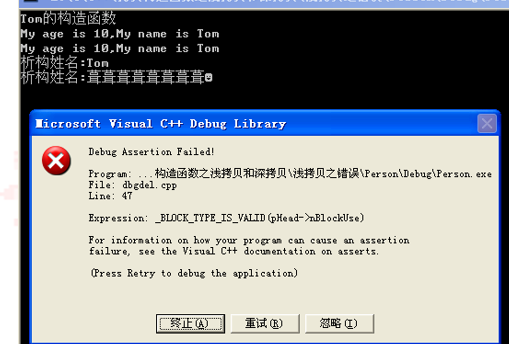 Tom的构造函数
My age is 10,My name is Tom
My age is 10,My name is Tom
析构姓名:Tom
析构姓名:葺葺葺葺葺葺葺葺
Microsoft Visual C++ Debug Library
Debug Assertion Failed!
Program: ...构造函数之浅拷贝和深拷贝\浅拷贝之错误\Person\Debug\Person.exe
File: dbgdel.cpp
Line: 47
Expression: _BLOCK_TYPE_IS_VALID(pHead->nBlockUse)
For information on how your program can cause an assertion
failure, see the Visual C++ documentation on asserts.
(Press Retry to debug the application)
终止(A) 重试(R) 忽略(I)